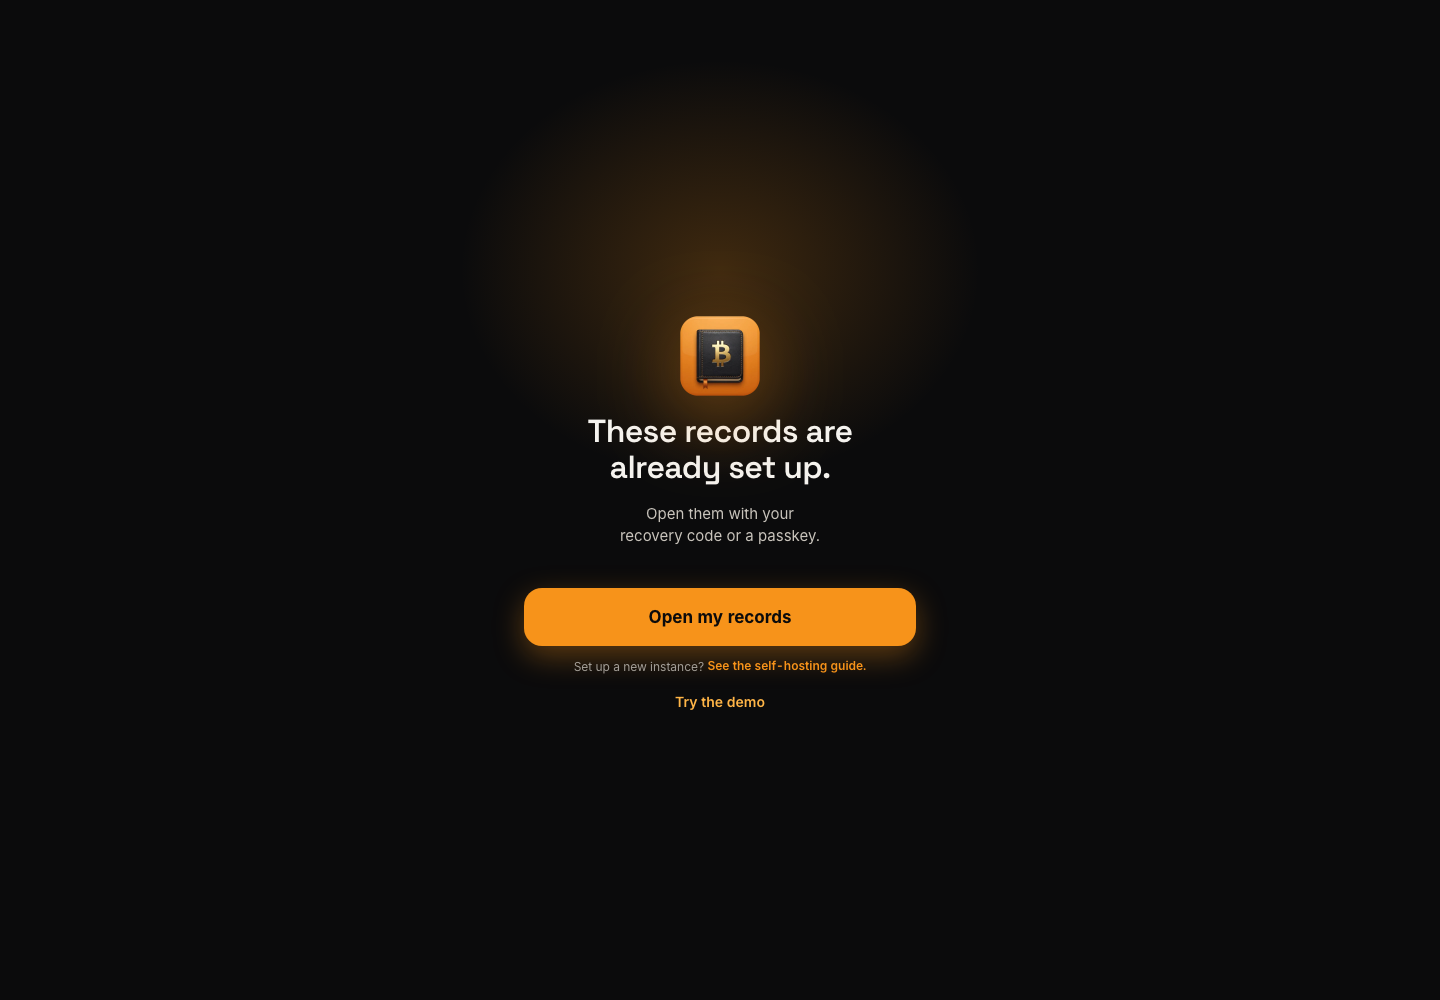 These records are
already set up.
Open them with your
recovery code or a passkey.
Open my records
Set up a new instance? See the self-hosting guide.
Try the demo